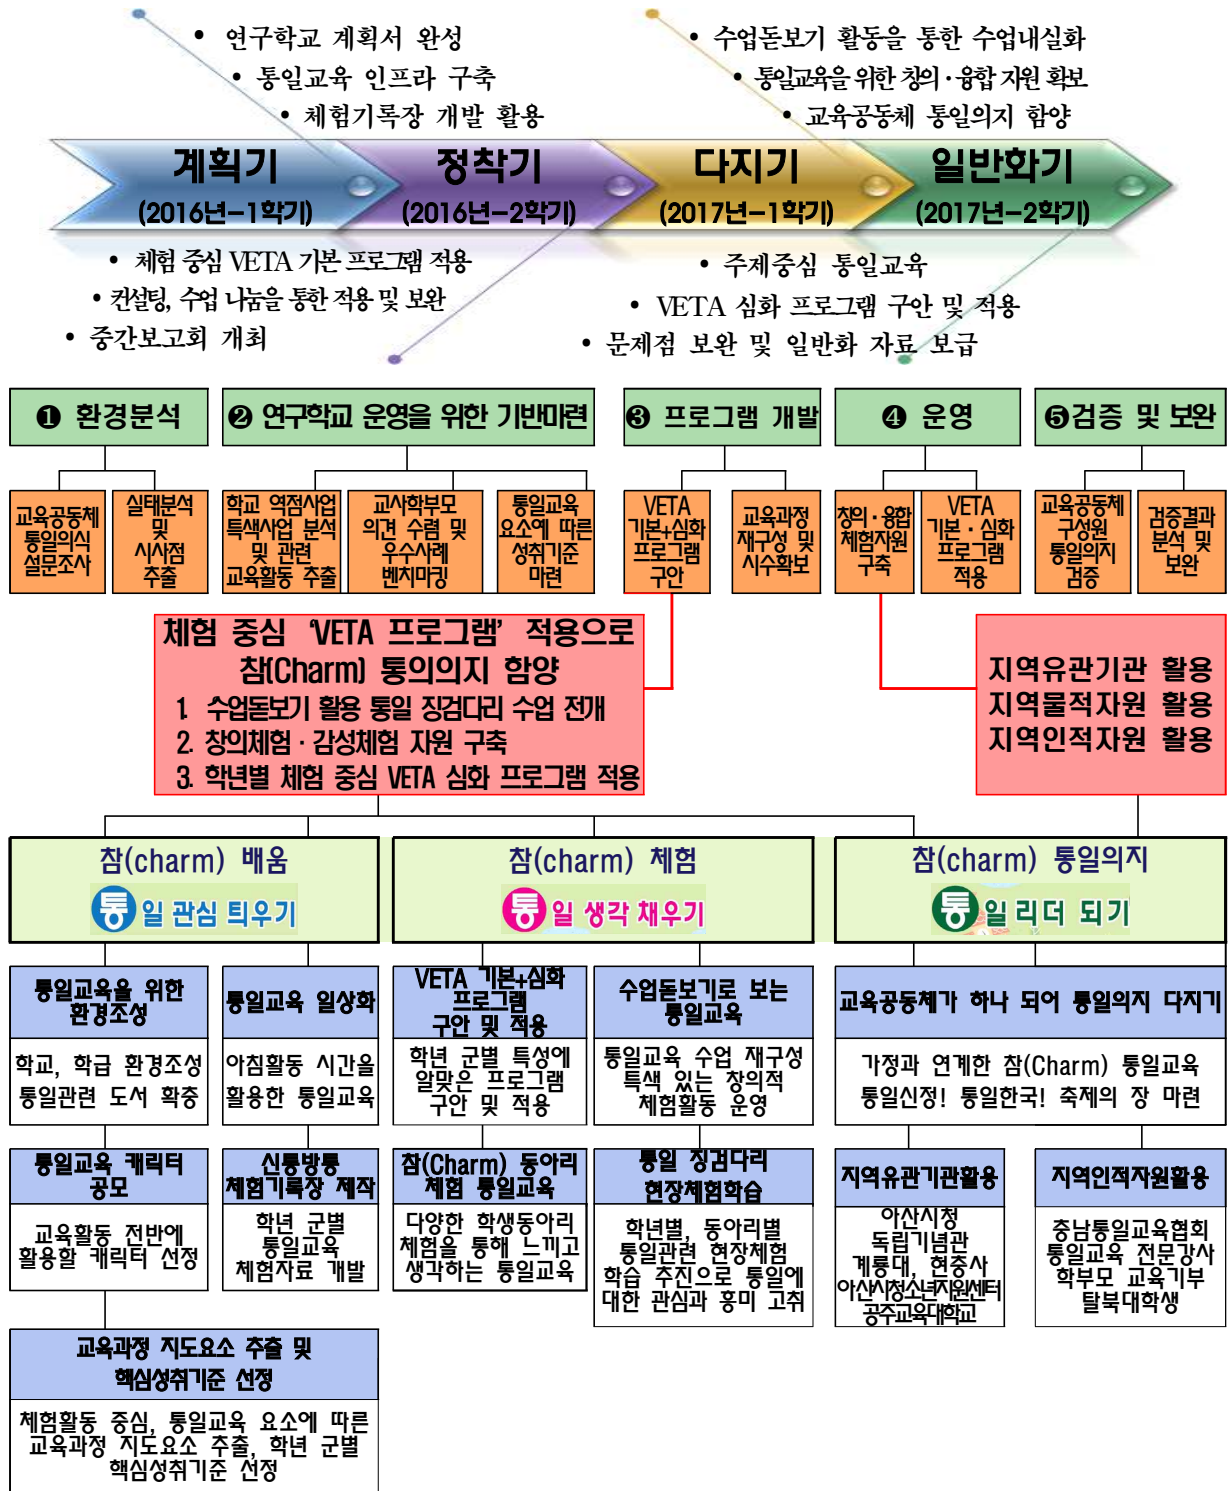 • 연구학교 계획서 완성
• 통일교육 인프라 구축
• 체험기록장 개발 활용
• 수업돋보기 활동을 통한 수업내실화
• 통일교육을 위한 창의·융합 자원 확보
• 교육공동체 통일의지 함양
계획기
(2016년-1학기)
정착기
(2016년-2학기)
다지기
(2017년-1학기)
일반화기
(2017년-2학기)
• 체험 중심 VETA 기본 프로그램 적용
• 컨설팅, 수업 나눔을 통한 적용 및 보완
• 중간보고회 개최
• 주제중심 통일교육
• VETA 심화 프로그램 구안 및 적용
• 문제점 보완 및 일반화 자료 보급
❶ 환경분석
❷ 연구학교 운영을 위한 기반마련
❸ 프로그램 개발
❹ 운영
❺검증 및 보완
교육공동체
통일의식
설문조사
실태분석
및
시사점
추출
학교 역점사업
특색사업 분석
및 관련
교육활동 추출
교사학부모
의견 수렴 및
우수사례
벤치마킹
통일교육
요소에 따른
성취기준
마련
VETA
기본+심화
프로그램
구안
교육과정
재구성 및
시수확보
창의·융합
체험자원
구축
VETA
기본·심화
프로그램
적용
교육공동체
구성원
통일의지
검증
검증결과
분석 및
보완
체험 중심 ‘VETA 프로그램’ 적용으로
참(Charm) 통의의지 함양
1. 수업돋보기 활용 통일 징검다리 수업 전개
2. 창의체험·감성체험 자원 구축
3. 학년별 체험 중심 VETA 심화 프로그램 적용
지역유관기관 활용
지역물적자원 활용
지역인적자원 활용
참(charm) 배움
통일 관심 틔우기
참(charm) 체험
통일 생각 채우기
참(charm) 통일의지
통일 리더 되기
통일교육을 위한
환경조성
학교, 학급 환경조성
통일관련 도서 확충
통일교육 일상화
아침활동 시간을
활용한 통일교육
VETA 기본+심화
프로그램
구안 및 적용
학년 군별 특성에
알맞은 프로그램
구안 및 적용
수업돋보기로 보는
통일교육
통일교육 수업 재구성
특색 있는 창의적
체험활동 운영
교육공동체가 하나 되어 통일의지 다지기
가정과 연계한 참(Charm) 통일교육
통일신정! 통일한국! 축제의 장 마련
통일교육 캐릭터
공모
교육활동 전반에
활용할 캐릭터 선정
신통방통
체험기록장 제작
학년 군별
통일교육
체험자료 개발
참(Charm) 동아리
체험 통일교육
다양한 학생동아리
체험을 통해 느끼고
생각하는 통일교육
통일 징검다리
현장체험학습
학년별, 동아리별
통일관련 현장체험
학습 추진으로 통일에
대한 관심과 흥미 고취
지역유관기관활용
아산시청
독립기념관
계룡대, 현충사
아산시청소년지원센터
공주교육대학교
지역인적자원활용
충남통일교육협회
통일교육 전문강사
학부모 교육기부
탈북대학생
교육과정 지도요소 추출 및
핵심성취기준 선정
체험활동 중심, 통일교육 요소에 따른
교육과정 지도요소 추출, 학년 군별
핵심성취기준 선정